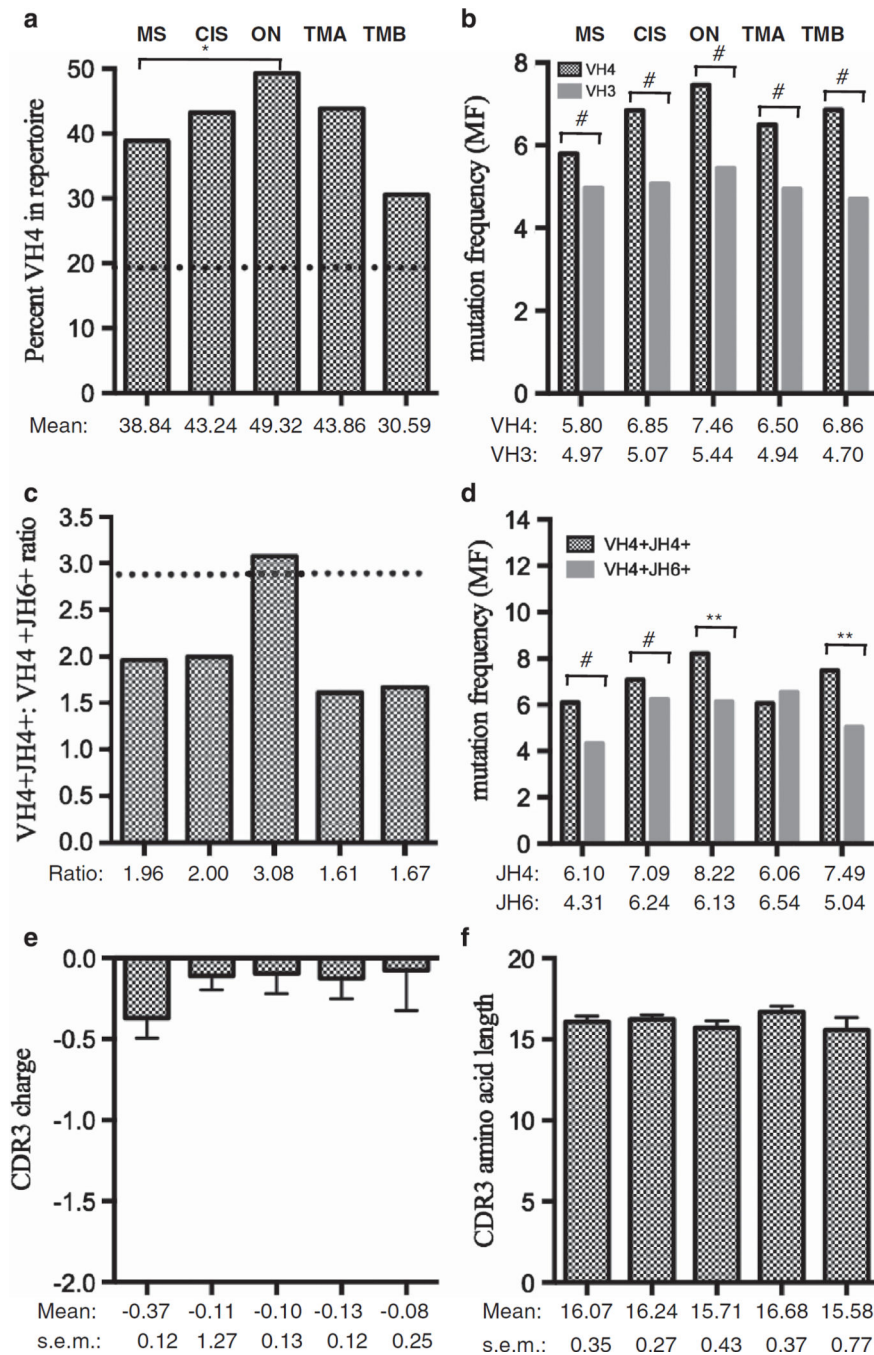 a
MS CIS ON TMA TMB
*
Percent VH4 in repertoire
50
40
30
20
10
0
Mean: 38.84 43.24 49.32 43.86 30.59
b
MS CIS ON TMA TMB
VH4
VH3
# # # # #
mutation frequency (MF)
8
6
4
2
0
VH4: 5.80 6.85 7.46 6.50 6.86
VH3: 4.97 5.07 5.44 4.94 4.70
c
VH4+JH4+: VH4 +JH6+ ratio
3.5
3.0
2.5
2.0
1.5
1.0
0.5
0.0
Ratio: 1.96 2.00 3.08 1.61 1.67
d
VH4+JH4+
VH4+JH6+
# # ** **
mutation frequency (MF)
14
12
10
8
6
4
2
0
JH4: 6.10 7.09 8.22 6.06 7.49
JH6: 4.31 6.24 6.13 6.54 5.04
e
CDR3 charge
0.0
-0.5
-1.0
-1.5
-2.0
Mean: -0.37 -0.11 -0.10 -0.13 -0.08
s.e.m.: 0.12 1.27 0.13 0.12 0.25
f
CDR3 amino acid length
20
15
10
5
0
Mean: 16.07 16.24 15.71 16.68 15.58
s.e.m.: 0.35 0.27 0.43 0.37 0.77